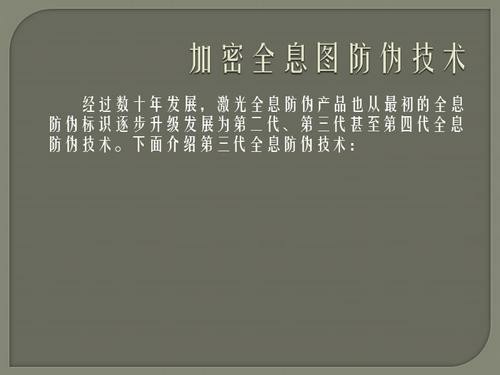 加密全息图防伪技术
经过数十年发展，激光全息防伪产品也从最初的全息
防伪标识逐步升级发展为第二代、第三代甚至第四代全息
防伪技术。下面介绍第三代全息防伪技术：